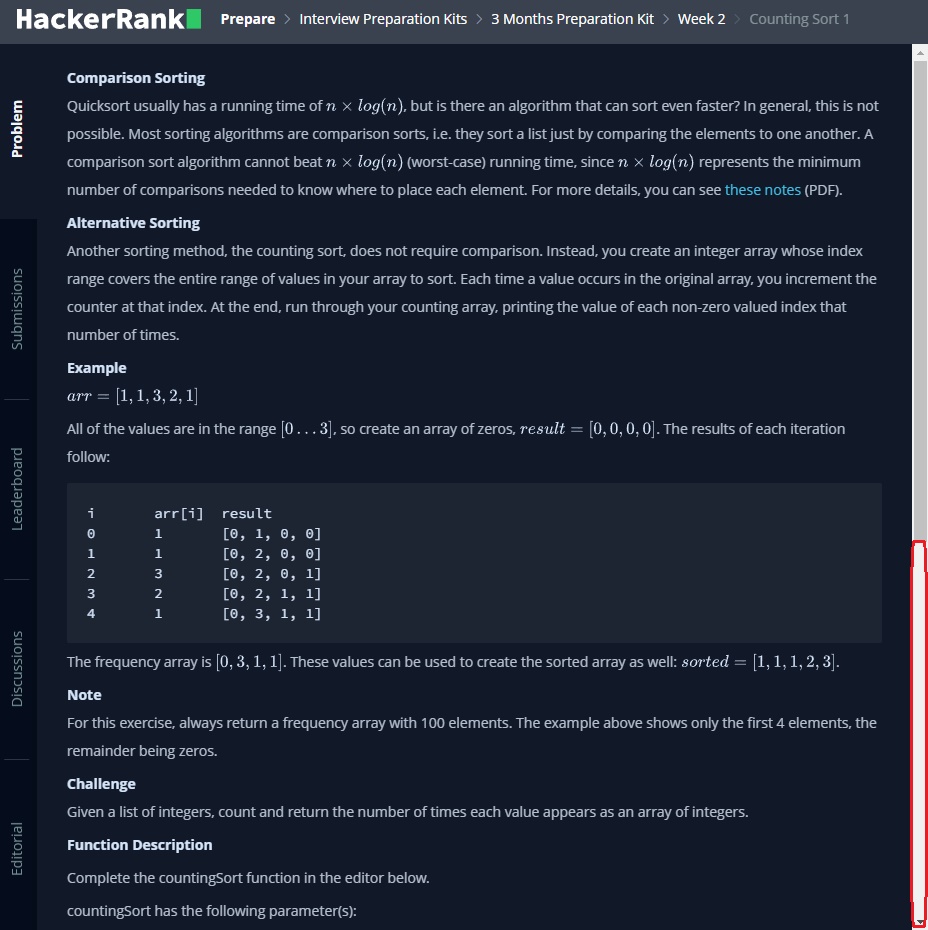 HackerRank
Prepare > Interview Preparation Kits > 3 Months Preparation Kit > Week 2 > Counting Sort 1
Problem
Submissions
Leaderboard
Discussions
Editorial
Comparison Sorting
Quicksort usually has a running time of n × log(n), but is there an algorithm that can sort even faster? In general, this is not
possible. Most sorting algorithms are comparison sorts, i.e. they sort a list just by comparing the elements to one another. A
comparison sort algorithm cannot beat n × log(n) (worst-case) running time, since n × log(n) represents the minimum
number of comparisons needed to know where to place each element. For more details, you can see these notes (PDF).
Alternative Sorting
Another sorting method, the counting sort, does not require comparison. Instead, you create an integer array whose index
range covers the entire range of values in your array to sort. Each time a value occurs in the original array, you increment the
counter at that index. At the end, run through your counting array, printing the value of each non-zero valued index that
number of times.
Example
arr = [1, 1, 3, 2, 1]
All of the values are in the range [0 . . . 3], so create an array of zeros, result = [0, 0, 0, 0]. The results of each iteration
follow:
i arr[i] result
0 1 [0, 1, 0, 0]
1 1 [0, 2, 0, 0]
2 3 [0, 2, 0, 1]
3 2 [0, 2, 1, 1]
4 1 [0, 3, 1, 1]
The frequency array is [0, 3, 1, 1]. These values can be used to create the sorted array as well: sorted = [1, 1, 1, 2, 3].
Note
For this exercise, always return a frequency array with 100 elements. The example above shows only the first 4 elements, the
remainder being zeros.
Challenge
Given a list of integers, count and return the number of times each value appears as an array of integers.
Function Description
Complete the countingSort function in the editor below.
countingSort has the following parameter(s):